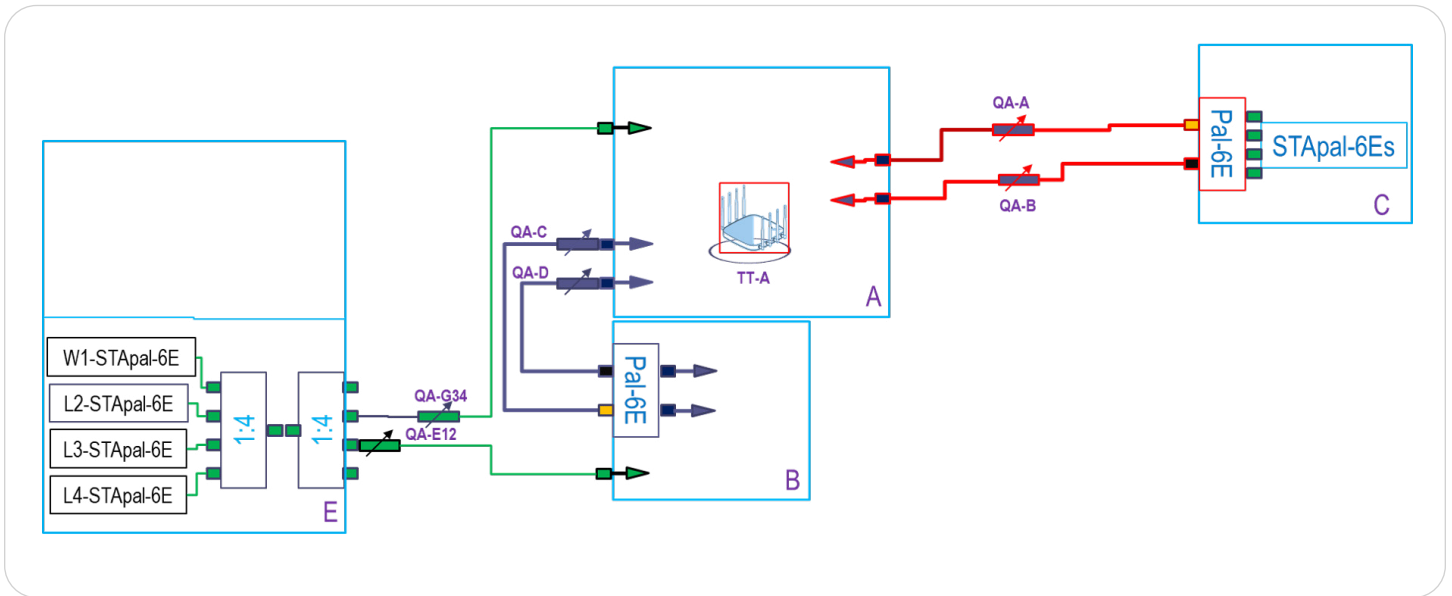 QA-A
QA-B
Pal-6E
STApal-6Es
C
QA-C
QA-D
TT-A
A
W1-STApal-6E
L2-STApal-6E
L3-STApal-6E
L4-STApal-6E
1:4
1:4
E
QA-G34
QA-E12
Pal-6E
B